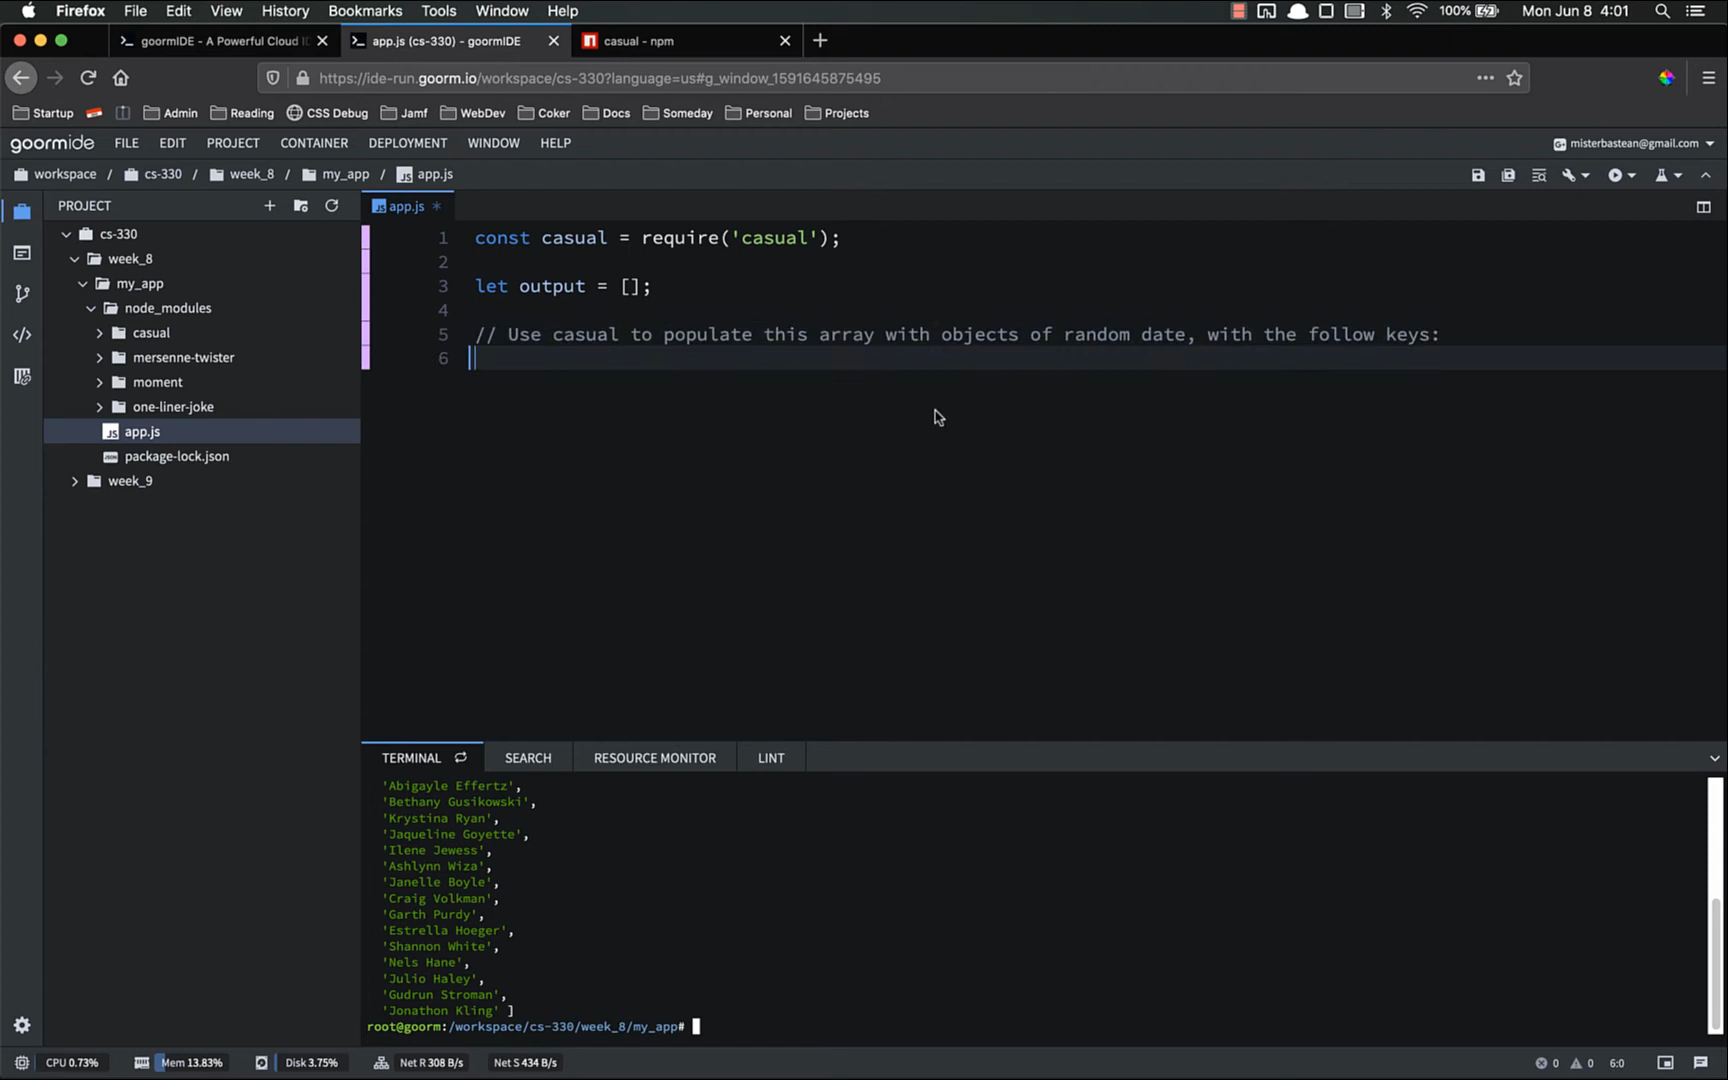 Firefox File Edit View History Bookmarks Tools Window Help 100% Mon Jun 8 4:01
goormIDE - A Powerful Cloud I
app.js (cs-330) - goormIDE
casual - npm
https://ide-run.goorm.io/workspace/cs-330?language=us#g_window_1591645875495
Startup Admin Reading CSS Debug Jamf WebDev Coker Docs Someday Personal Projects
goormide FILE EDIT PROJECT CONTAINER DEPLOYMENT WINDOW HELP misterbastean@gmail.com
workspace / cs-330 / week_8 / my_app / app.js
PROJECT
cs-330
week_8
my_app
node_modules
casual
mersenne-twister
moment
one-liner-joke
app.js
package-lock.json
week_9
app.js *
1 const casual = require('casual');
2
3 let output = [];
4
5 // Use casual to populate this array with objects of random date, with the follow keys:
6
TERMINAL SEARCH RESOURCE MONITOR LINT
'Abigayle Effertz',
'Bethany Gusikowski',
'Krystina Ryan',
'Jaqueline Goyette',
'Ilene Jewess',
'Ashlynn Wiza',
'Janelle Boyle',
'Craig Volkman',
'Garth Purdy',
'Estrella Hoeger',
'Shannon White',
'Nels Hane',
'Julio Haley',
'Gudrun Stroman',
'Jonathon Kling' ]
root@goorm:/workspace/cs-330/week_8/my_app#
CPU 0.73% Mem 13.83% Disk 3.75% Net R 308 B/s Net S 434 B/s 0 0 6:0